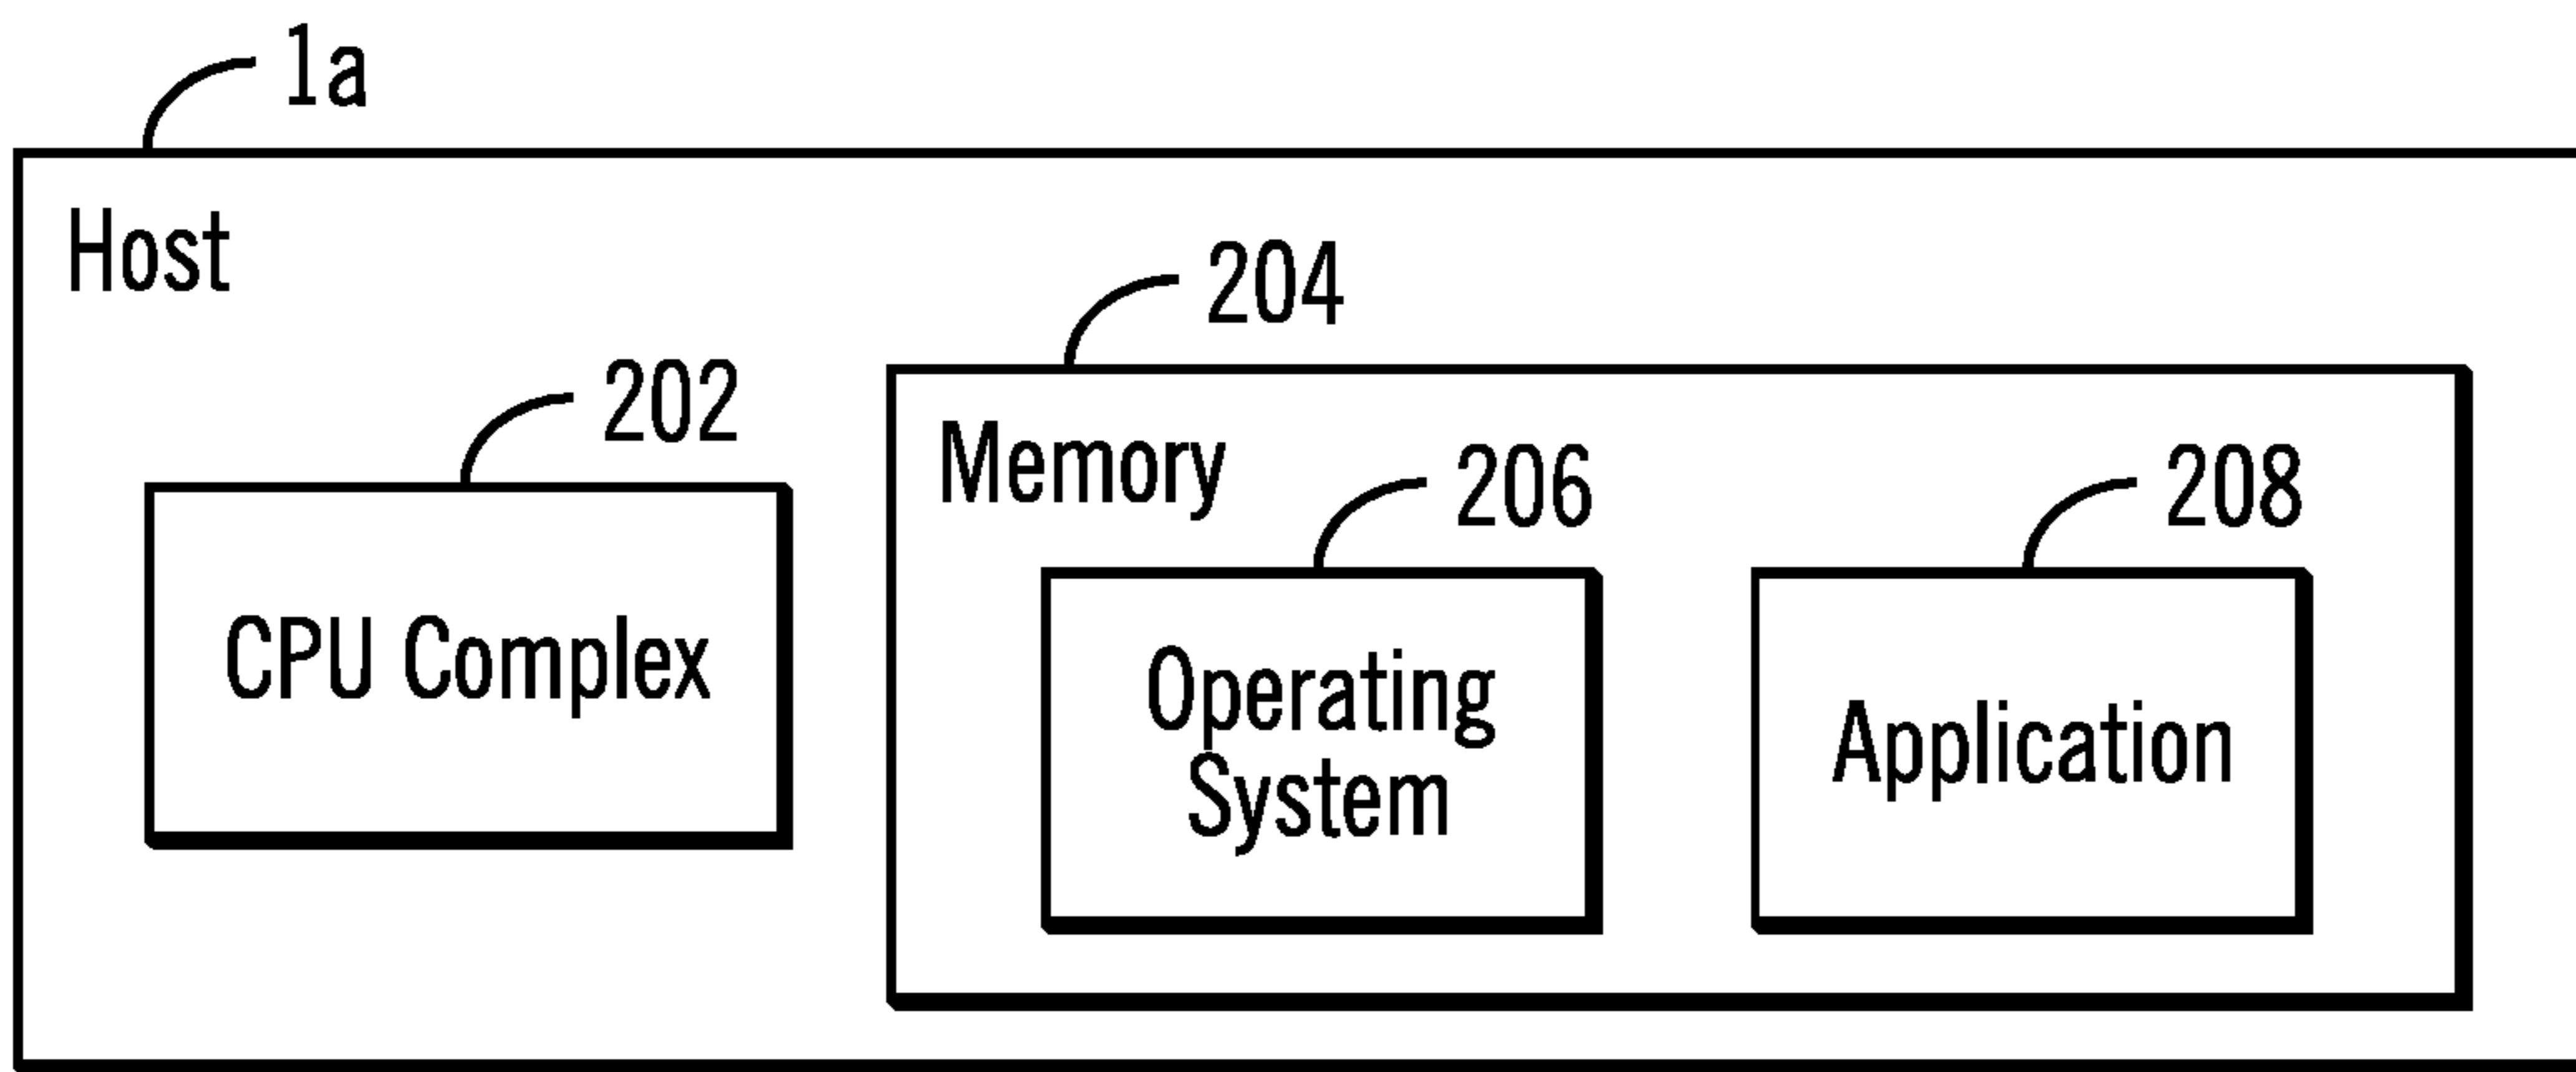 1a
Host
204
202
Memory
206
208
CPU Complex
Operating
System
Application